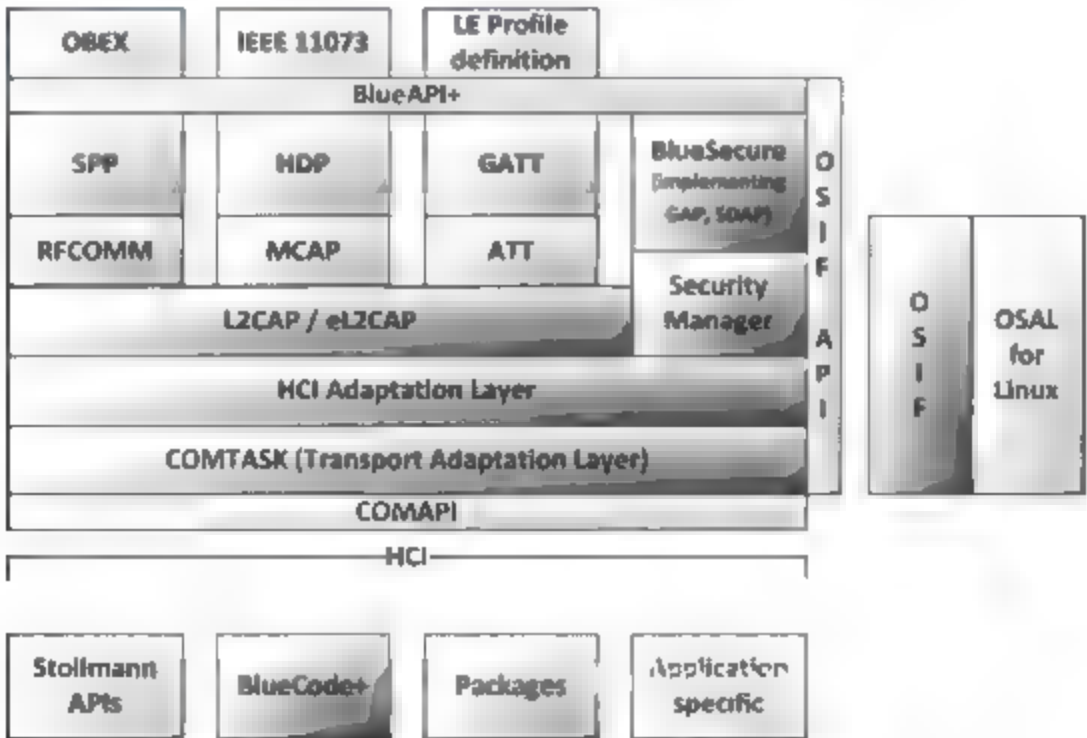 OBEX
IEEE 11073
LE Profile
definition
BlueAPI+
SPP
HDP
GATT
BlueSecure
(Implementing
GAP, SDAP)
OSIF API
RFCOMM
MCAP
ATT
Security
Manager
L2CAP / eL2CAP
HCI Adaptation Layer
COMTASK (Transport Adaptation Layer)
COMAPI
OSIF
OSAL
for
Linux
HCI
Stollmann
APIs
BlueCode+
Packages
Application
specific